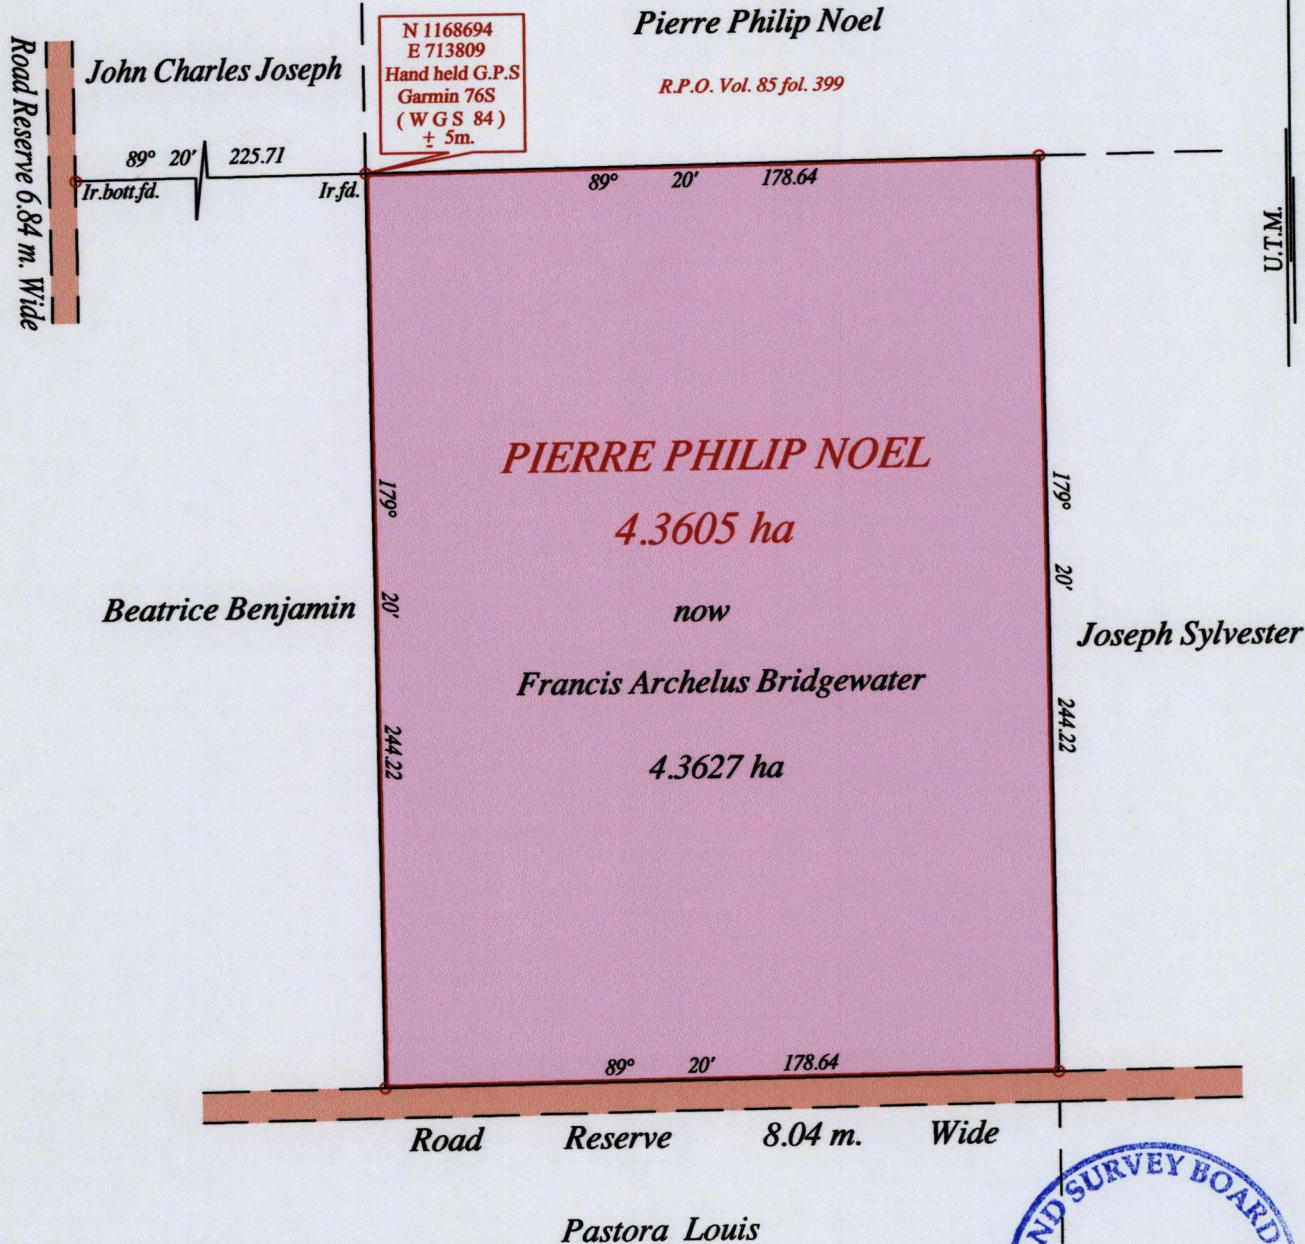 Pierre Philip Noel
R.P.O. Vol. 85 fol. 399
N 1168694
E 713809
Hand held G.P.S
Garmin 76S
( W G S 84 )
± 5m.
John Charles Joseph
Road Reserve 6.84 m. Wide
89° 20' 225.71
Ir.bott.fd.
Ir.fd.
89° 20' 178.64
U.T.M.
PIERRE PHILIP NOEL
4.3605 ha
now
Francis Archelus Bridgewater
4.3627 ha
179° 20' 244.22
179° 20' 244.22
Beatrice Benjamin
Joseph Sylvester
89° 20' 178.64
Road Reserve 8.04 m. Wide
Pastora Louis
ND SURVEY BOARD